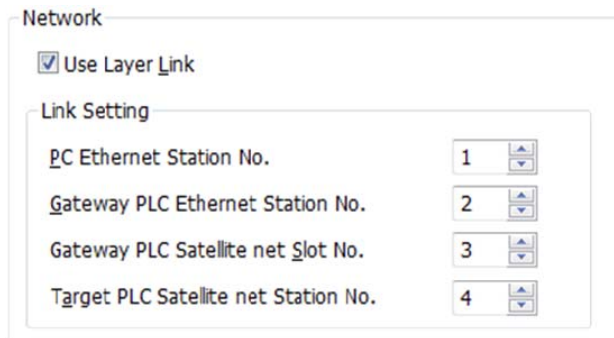 Network
Use Layer Link
Link Setting
PC Ethernet Station No. 1
Gateway PLC Ethernet Station No. 2
Gateway PLC Satellite net Slot No. 3
Target PLC Satellite net Station No. 4